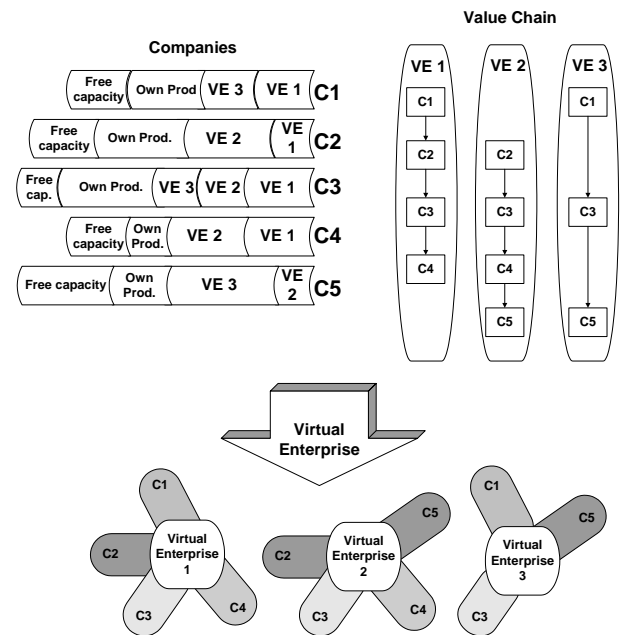 Value Chain
Companies
Free
capacity
Own Prod
VE 3
VE 1
C1
Free
capacity
Own Prod.
VE 2
VE
1
C2
Free
cap.
Own Prod.
VE 3
VE 2
VE 1
C3
Free
capacity
Own
Prod.
VE 2
VE 1
C4
Free capacity
Own
Prod.
VE 3
VE
2
C5
VE 1
C1
C2
C3
C4
VE 2
C2
C3
C4
C5
VE 3
C1
C3
C5
Virtual
Enterprise
C1
C2
Virtual
Enterprise
1
C3
C4
C5
C2
Virtual
Enterprise
2
C3
C4
C1
C5
Virtual
Enterprise
3
C3